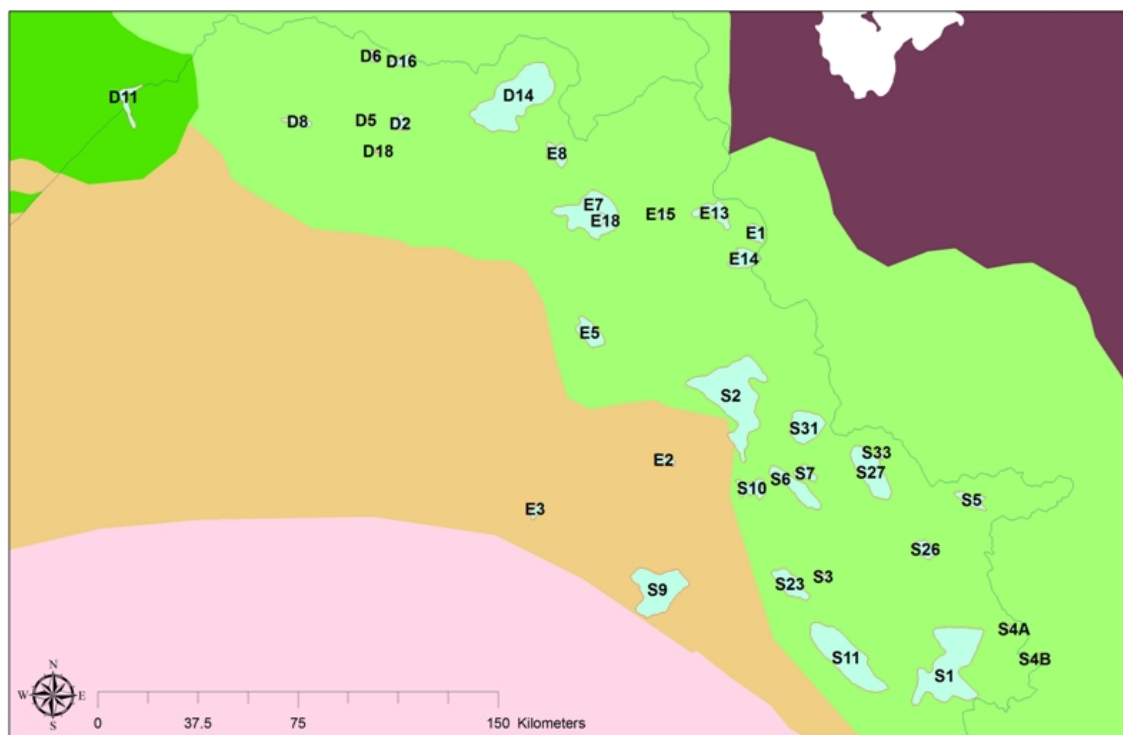 D6
D16
D11
D14
D8
D5
D2
D18
E8
E7
E18
E15
E13
E1
E14
E5
S2
S31
E2
S33
S27
S6
S7
S10
S5
E3
S26
S23
S3
S9
S4A
S4B
S11
S1
N
W E
S
0 37.5 75 150 Kilometers